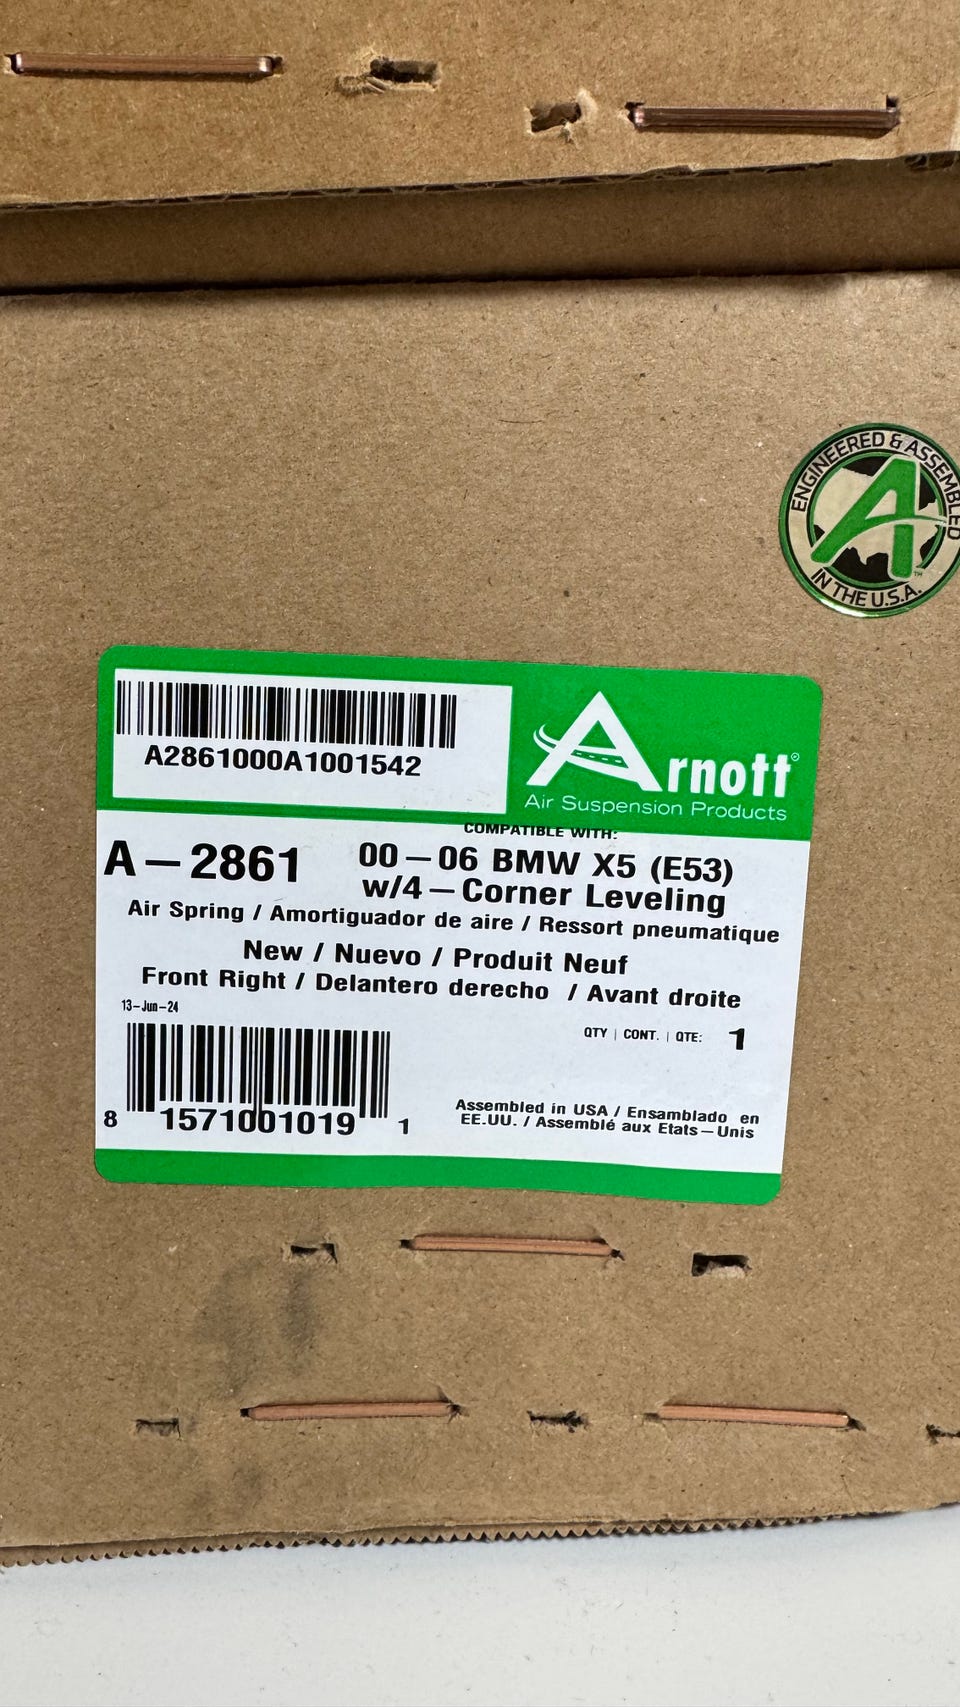 ENGINEERED & ASSEMBLED
IN THE U.S.A.
A
™
A2861000A1001542
Arnott®
Air Suspension Products
COMPATIBLE WITH:
A-2861
00-06 BMW X5 (E53)
w/4-Corner Leveling
Air Spring / Amortiguador de aire / Ressort pneumatique
New / Nuevo / Produit Neuf
Front Right / Delantero derecho / Avant droite
13-Jun-24
QTY | CONT. | QTE: 1
8 1571001019 1
Assembled in USA / Ensamblado en
EE.UU. / Assemblé aux Etats-Unis